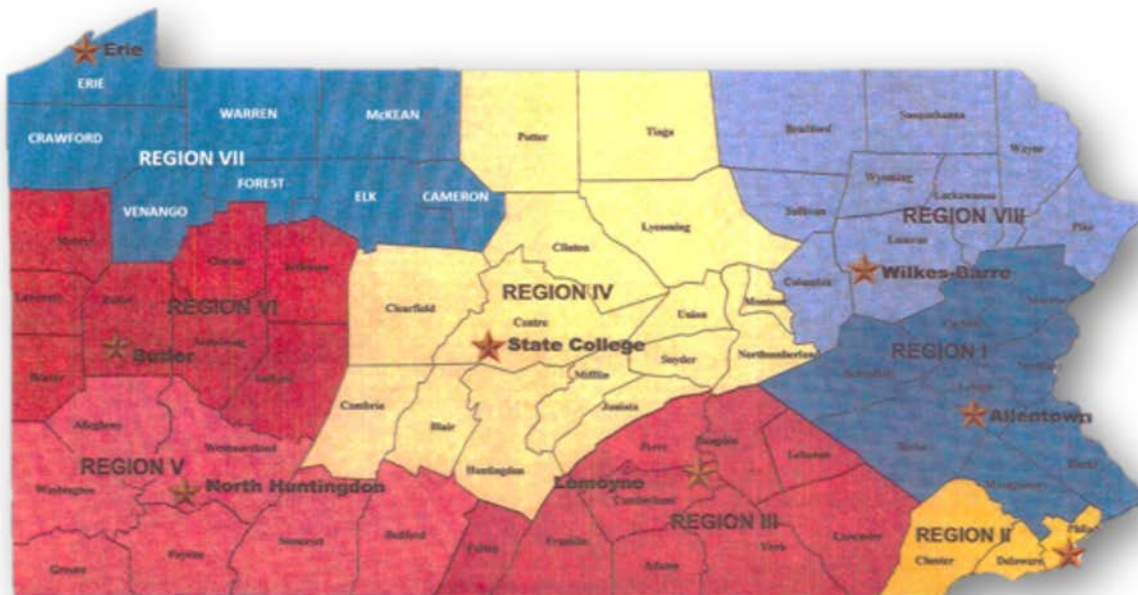 Erie
ERIE
WARREN
McKEAN
CRAWFORD
REGION VII
FOREST
ELK
CAMERON
VENANGO
Potter
Tioga
Bradford
Susquehanna
Wayne
Wyoming
Lackawanna
Sullivan
REGION VIII
Pike
Luzerne
Columbia
Wilkes-Barre
Lycoming
Clinton
Clearfield
REGION IV
Centre
State College
Union
Snyder
Northumberland
Mifflin
Juniata
Cambria
Blair
Huntingdon
Clarion
Jefferson
REGION VI
Butler
Butler
Indiana
Allegheny
Westmoreland
REGION V
Washington
North Huntingdon
Greene
Fayette
Somerset
Bedford
Fulton
Franklin
Perry
Dauphin
Lebanon
Lemoyne
Cumberland
REGION III
Adams
York
Lancaster
REGION I
Allentown
Berks
Bucks
Montgomery
REGION II
Chester
Delaware